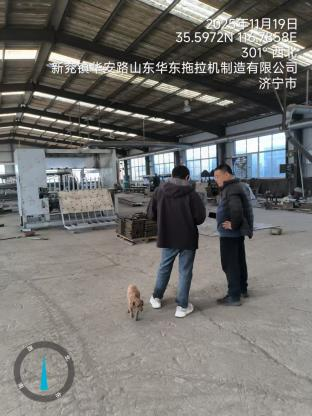 2025年11月19日
35.5972N 116.7858E
301° 西北
新兖镇华安路山东华东拖拉机制造有限公司
济宁市